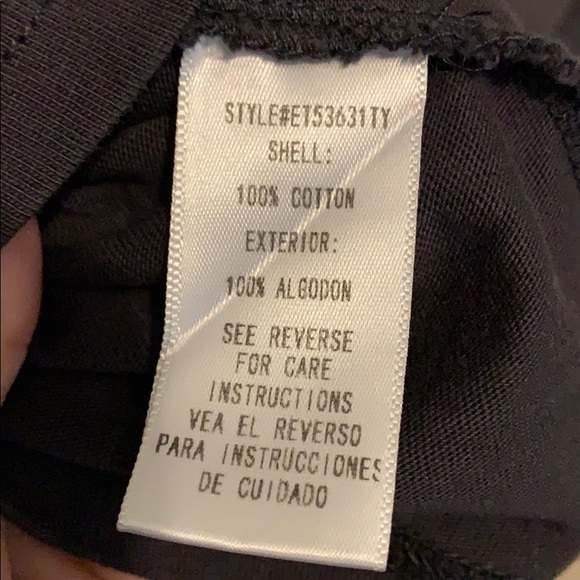 STYLE#ET53631TY
SHELL:
100% COTTON
EXTERIOR:
100% ALGODON
SEE REVERSE
FOR CARE
INSTRUCTIONS
VEA EL REVERSO
PARA INSTRUCCIONES
DE CUIDADO